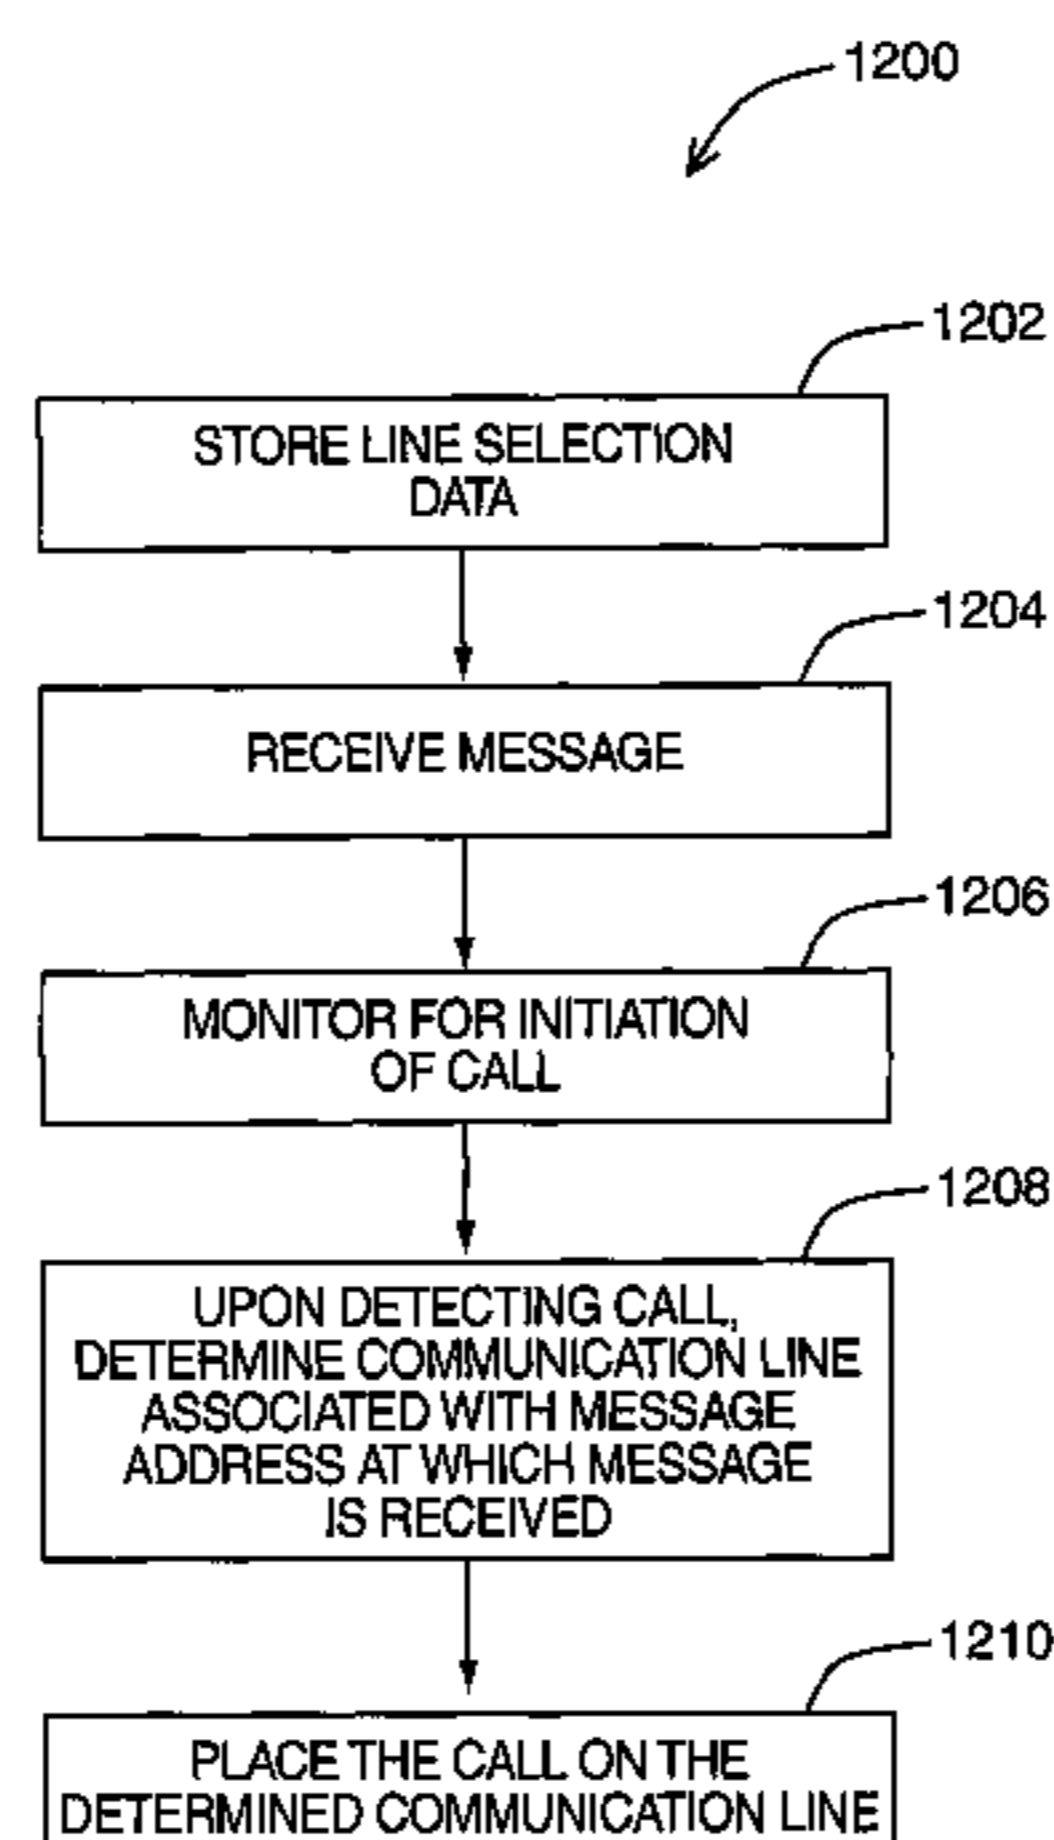 1200
1202
STORE LINE SELECTION
DATA
1204
RECEIVE MESSAGE
1206
MONITOR FOR INITIATION
OF CALL
1208
UPON DETECTING CALL,
DETERMINE COMMUNICATION LINE
ASSOCIATED WITH MESSAGE
ADDRESS AT WHICH MESSAGE
IS RECEIVED
1210
PLACE THE CALL ON THE
DETERMINED COMMUNICATION LINE